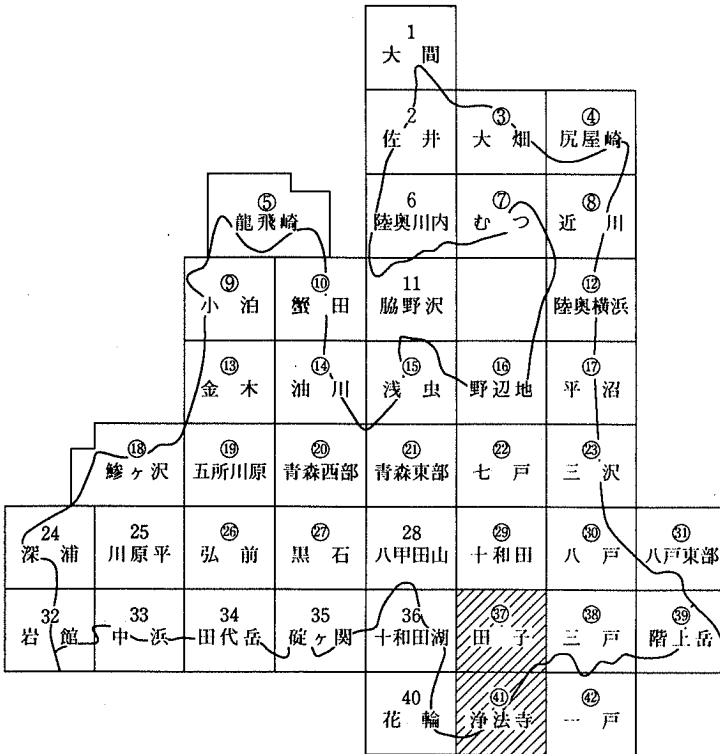 1
大間
2
佐井
③
大畑
④
尻屋崎
⑤
龍飛崎
6
陸奥川内
⑦
むつ
⑧
近川
⑨
小泊
⑩
蟹田
11
脇野沢
⑫
陸奥横浜
⑬
金木
⑭
油川
⑮
浅虫
⑯
野辺地
⑰
平沼
⑱
鰺ヶ沢
⑲
五所川原
⑳
青森西部
㉑
青森東部
㉒
七戸
㉓
三沢
24
深浦
25
川原平
㉖
弘前
㉗
黒石
28
八甲田山
㉙
十和田
㉚
八戸
㉛
八戸東部
32
岩館
33
中浜
34
田代岳
35
碇ヶ関
36
十和田湖
㊲
田子
㊳
三戸
㊴
階上岳
40
花輪
㊶
浄法寺
㊷
一戸